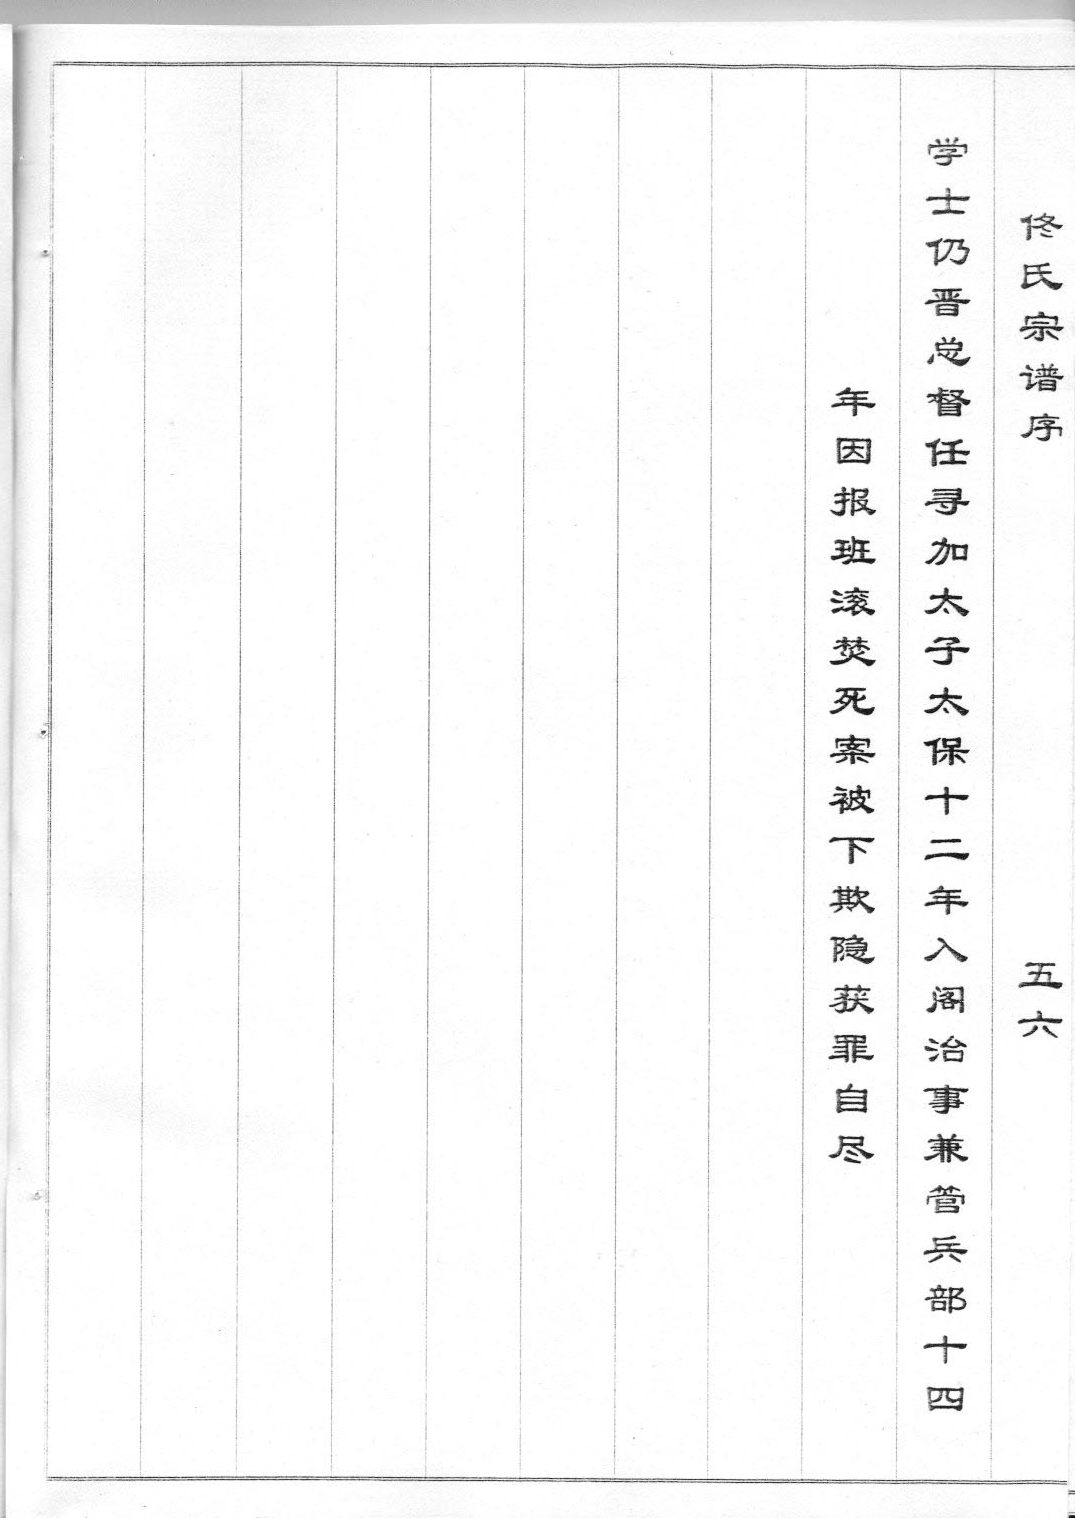 佟氏宗谱序
五六
学士仍晋总督任寻加太子太保十二年入阁治事兼管兵部十四
年因报班滚焚死案被下欺隐获罪自尽